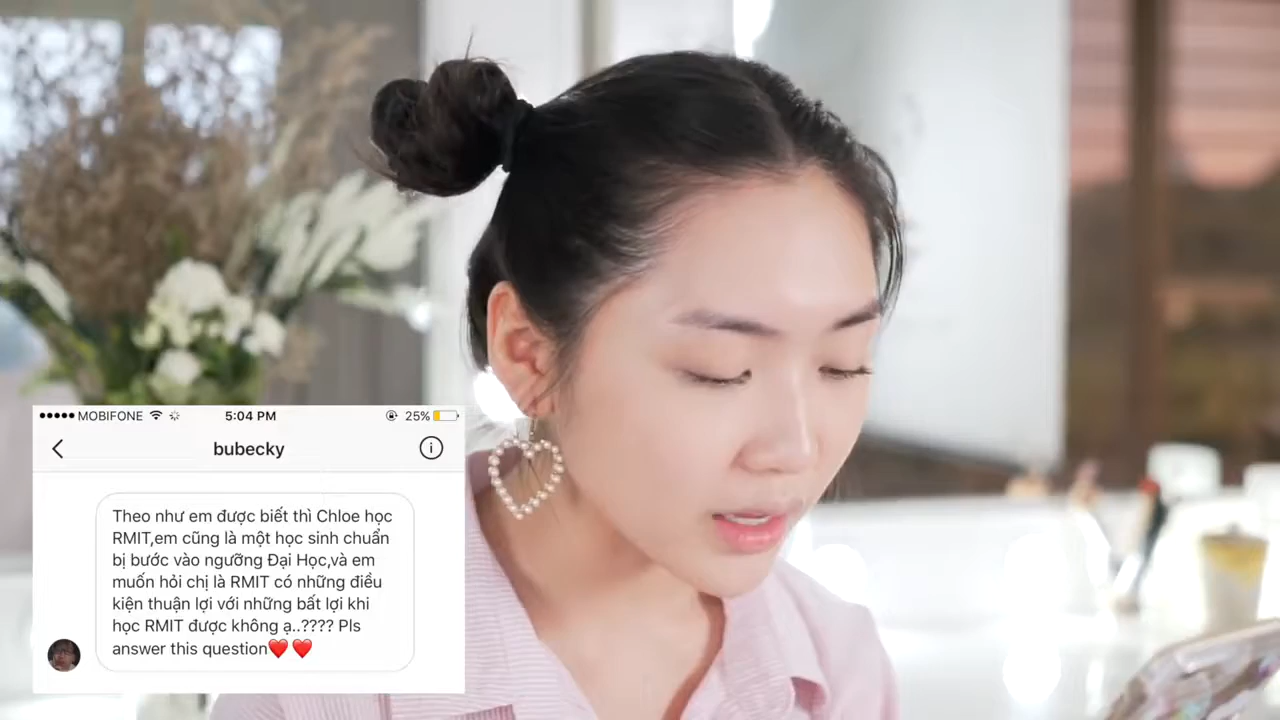 MOBIFONE 5:04 PM 25%
bubecky
Theo như em được biết thì Chloe học
RMIT,em cũng là một học sinh chuẩn
bị bước vào ngưỡng Đại Học,và em
muốn hỏi chị là RMIT có những điều
kiện thuận lợi với những bất lợi khi
học RMIT được không ạ..???? Pls
answer this question❤️❤️